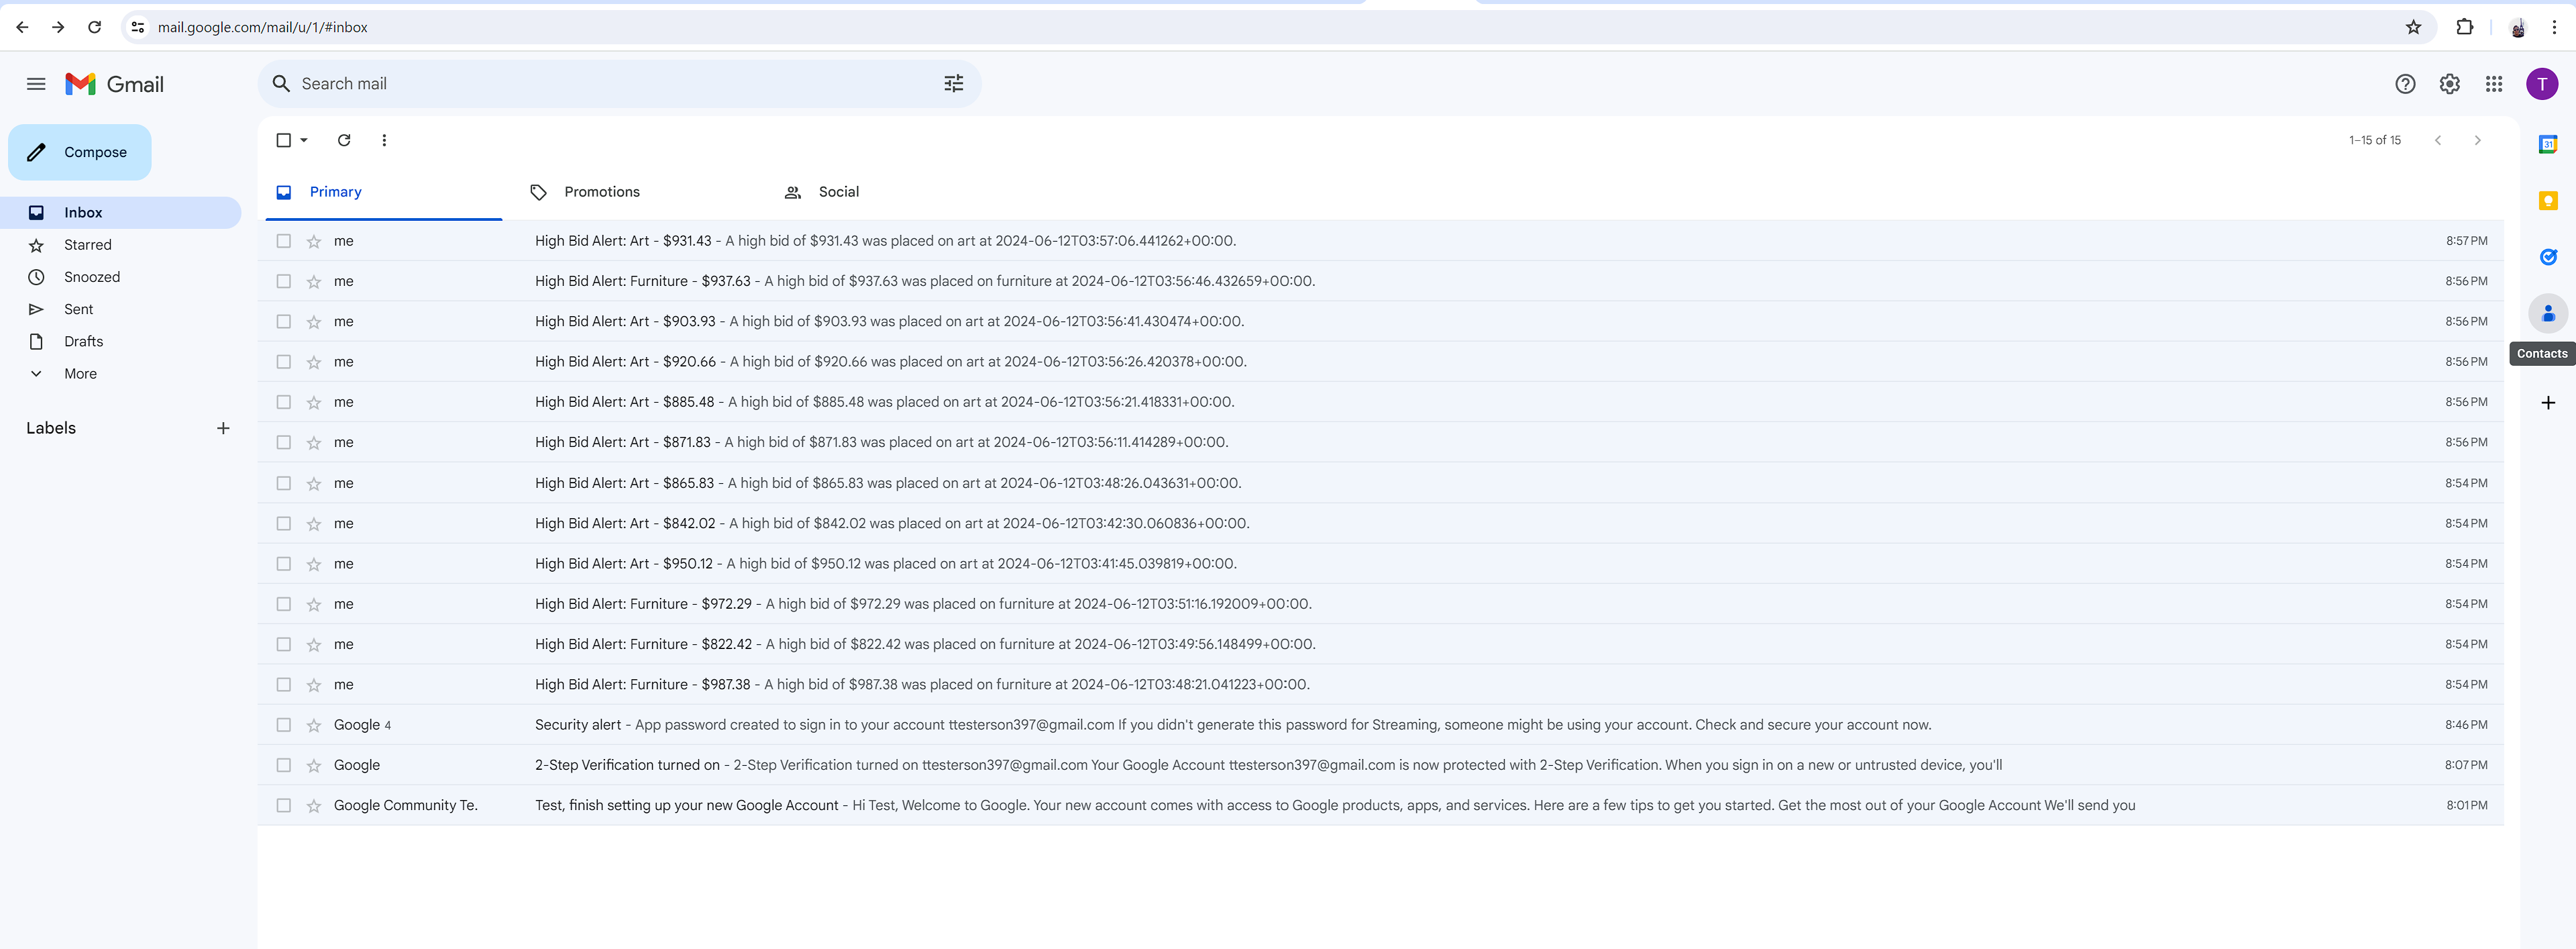 mail.google.com/mail/u/1/#inbox
Gmail
Search mail
T
Compose
1–15 of 15
31
Primary Promotions Social
Inbox
Starred
Snoozed
Sent
Drafts
More
Labels
me High Bid Alert: Art - $931.43 - A high bid of $931.43 was placed on art at 2024-06-12T03:57:06.441262+00:00. 8:57 PM
me High Bid Alert: Furniture - $937.63 - A high bid of $937.63 was placed on furniture at 2024-06-12T03:56:46.432659+00:00. 8:56 PM
me High Bid Alert: Art - $903.93 - A high bid of $903.93 was placed on art at 2024-06-12T03:56:41.430474+00:00. 8:56 PM
Contacts
me High Bid Alert: Art - $920.66 - A high bid of $920.66 was placed on art at 2024-06-12T03:56:26.420378+00:00. 8:56 PM
me High Bid Alert: Art - $885.48 - A high bid of $885.48 was placed on art at 2024-06-12T03:56:21.418331+00:00. 8:56 PM
me High Bid Alert: Art - $871.83 - A high bid of $871.83 was placed on art at 2024-06-12T03:56:11.414289+00:00. 8:56 PM
me High Bid Alert: Art - $865.83 - A high bid of $865.83 was placed on art at 2024-06-12T03:48:26.043631+00:00. 8:54 PM
me High Bid Alert: Art - $842.02 - A high bid of $842.02 was placed on art at 2024-06-12T03:42:30.060836+00:00. 8:54 PM
me High Bid Alert: Art - $950.12 - A high bid of $950.12 was placed on art at 2024-06-12T03:41:45.039819+00:00. 8:54 PM
me High Bid Alert: Furniture - $972.29 - A high bid of $972.29 was placed on furniture at 2024-06-12T03:51:16.192009+00:00. 8:54 PM
me High Bid Alert: Furniture - $822.42 - A high bid of $822.42 was placed on furniture at 2024-06-12T03:49:56.148499+00:00. 8:54 PM
me High Bid Alert: Furniture - $987.38 - A high bid of $987.38 was placed on furniture at 2024-06-12T03:48:21.041223+00:00. 8:54 PM
Google 4 Security alert - App password created to sign in to your account ttesterson397@gmail.com If you didn't generate this password for Streaming, someone might be using your account. Check and secure your account now. 8:46 PM
Google 2-Step Verification turned on - 2-Step Verification turned on ttesterson397@gmail.com Your Google Account ttesterson397@gmail.com is now protected with 2-Step Verification. When you sign in on a new or untrusted device, you'll 8:07 PM
Google Community Te. Test, finish setting up your new Google Account - Hi Test, Welcome to Google. Your new account comes with access to Google products, apps, and services. Here are a few tips to get you started. Get the most out of your Google Account We'll send you 8:01 PM